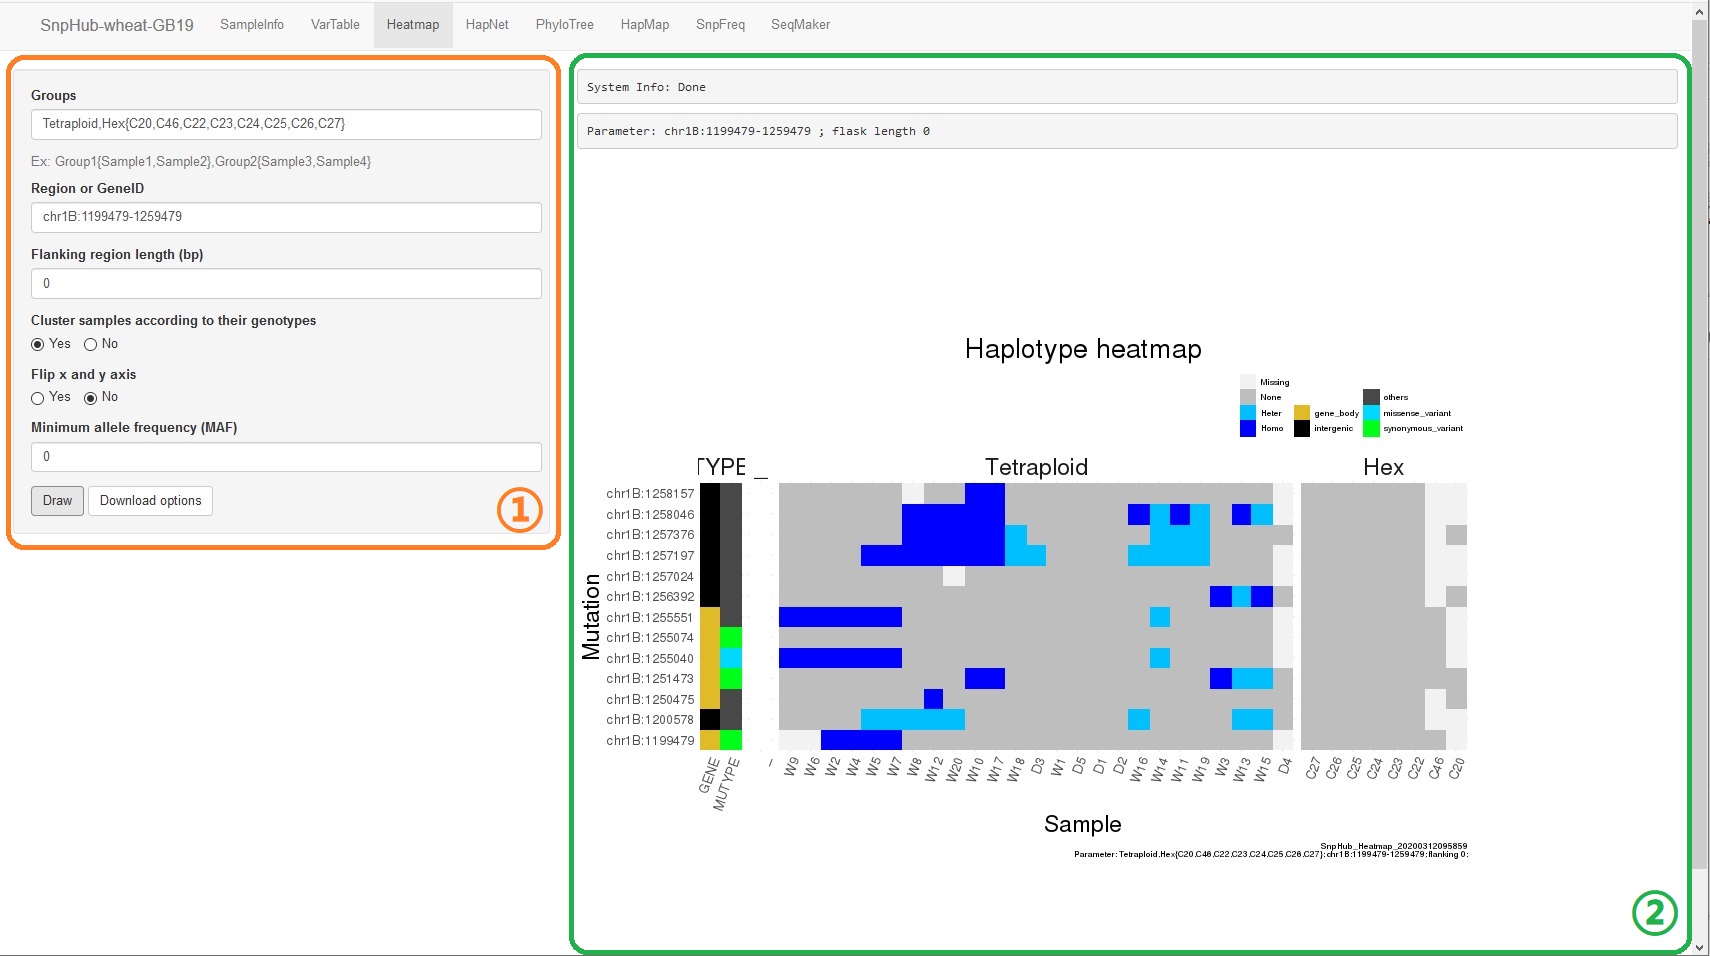 SnpHub-wheat-GB19 SampleInfo VarTable Heatmap HapNet PhyloTree HapMap SnpFreq SeqMaker
Groups
Tetraploid,Hex{C20,C46,C22,C23,C24,C25,C26,C27}
Ex: Group1{Sample1,Sample2},Group2{Sample3,Sample4}
Region or GeneID
chr1B:1199479-1259479
Flanking region length (bp)
0
Cluster samples according to their genotypes
Yes No
Flip x and y axis
Yes No
Minimum allele frequency (MAF)
0
Draw Download options
①
System Info: Done
Parameter: chr1B:1199479-1259479 ; flask length 0
Haplotype heatmap
Missing
None others
Heter gene_body missense_variant
Homo intergenic synonymous_variant
TYPE _ Tetraploid Hex
Mutation
chr1B:1258157
chr1B:1258046
chr1B:1257376
chr1B:1257197
chr1B:1257024
chr1B:1256392
chr1B:1255551
chr1B:1255074
chr1B:1255040
chr1B:1251473
chr1B:1250475
chr1B:1200578
chr1B:1199479
GENE MUTYPE _ W9 W6 W2 W4 W5 W7 W8 W12 W20 W10 W17 W18 D3 W1 D5 D1 D2 W16 W14 W11 W19 W3 W13 W15 D4 C27 C26 C25 C24 C23 C22 C46 C20
Sample
SnpHub_Heatmap_20200312095859
Parameter:Tetraploid,Hex{C20,C46,C22,C23,C24,C25,C26,C27};chr1B:1199479-1259479;flanking 0;
②